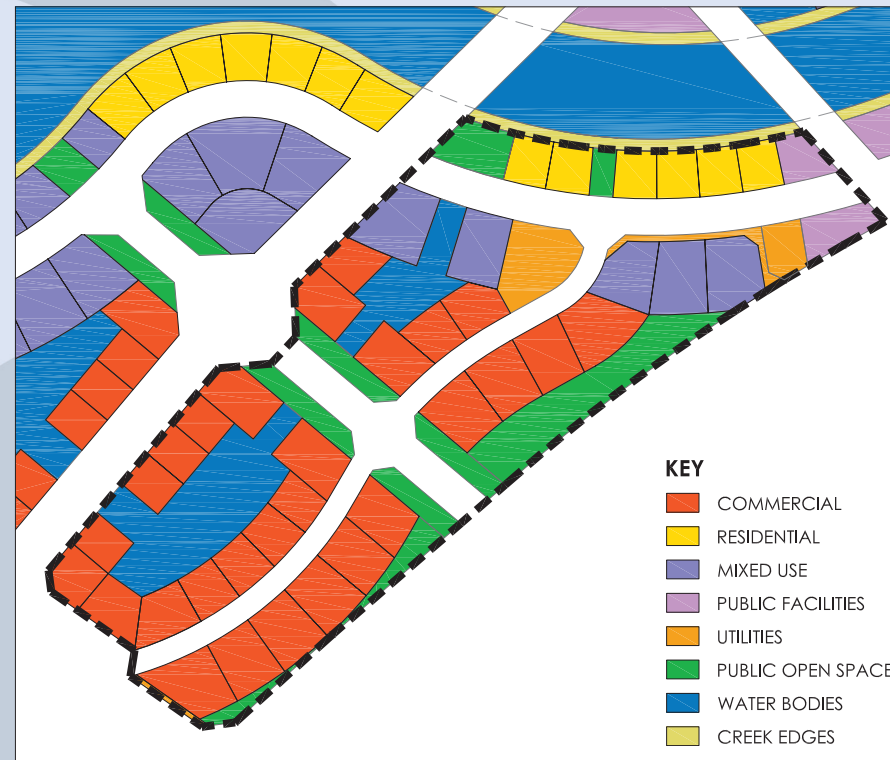 KEY
COMMERCIAL
RESIDENTIAL
MIXED USE
PUBLIC FACILITIES
UTILITIES
PUBLIC OPEN SPACE
WATER BODIES
CREEK EDGES